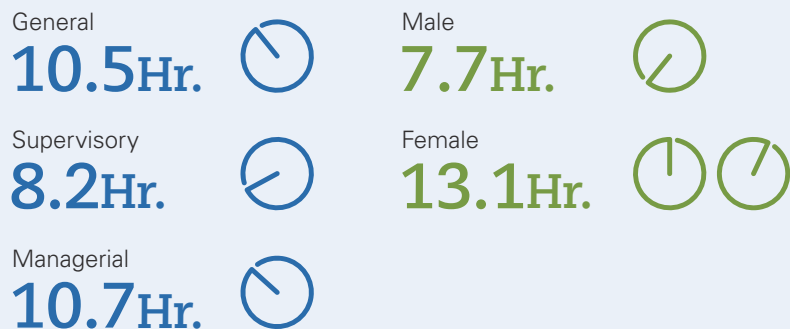 General
10.5Hr.
Supervisory
8.2Hr.
Managerial
10.7Hr.
Male
7.7Hr.
Female
13.1Hr.